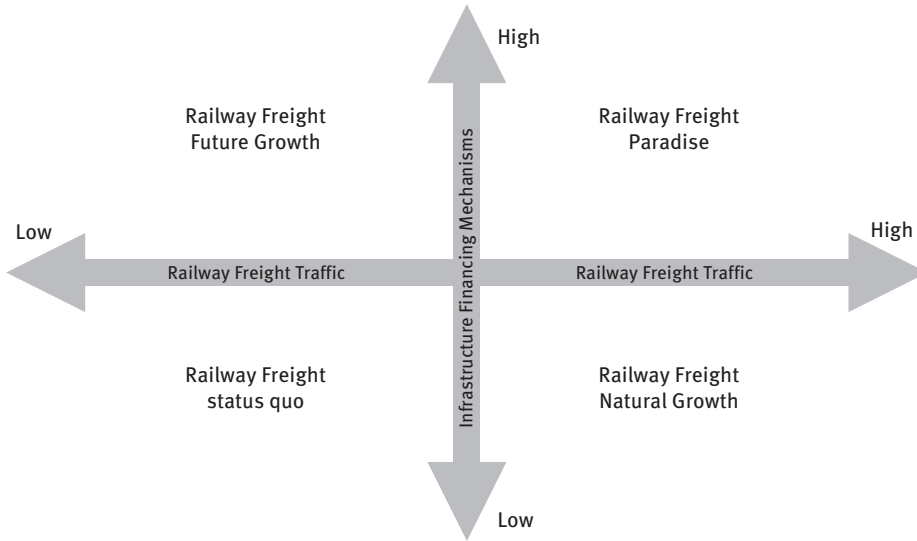 High
Railway Freight
Future Growth
Railway Freight
Paradise
Low
High
Railway Freight Traffic
Infrastructure Financing Mechanisms
Railway Freight Traffic
Railway Freight
status quo
Railway Freight
Natural Growth
Low